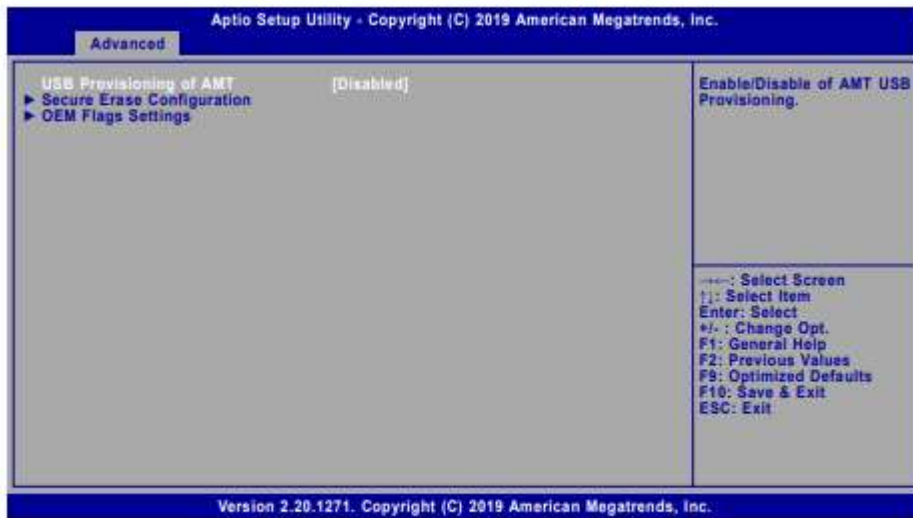 Aptio Setup Utility - Copyright (C) 2019 American Megatrends, Inc.
Advanced
USB Provisioning of AMT [Disabled]
► Secure Erase Configuration
► OEM Flags Settings
Enable/Disable of AMT USB
Provisioning.
→←: Select Screen
↑↓: Select Item
Enter: Select
+/- : Change Opt.
F1: General Help
F2: Previous Values
F9: Optimized Defaults
F10: Save & Exit
ESC: Exit
Version 2.20.1271. Copyright (C) 2019 American Megatrends, Inc.